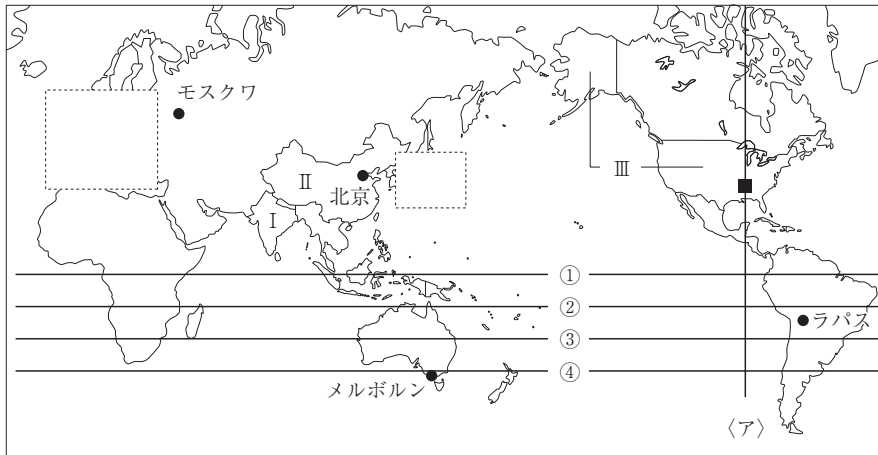 モスクワ
Ⅲ
Ⅱ
北京
Ⅰ
①
②
ラパス
③
④
メルボルン
〈ア〉